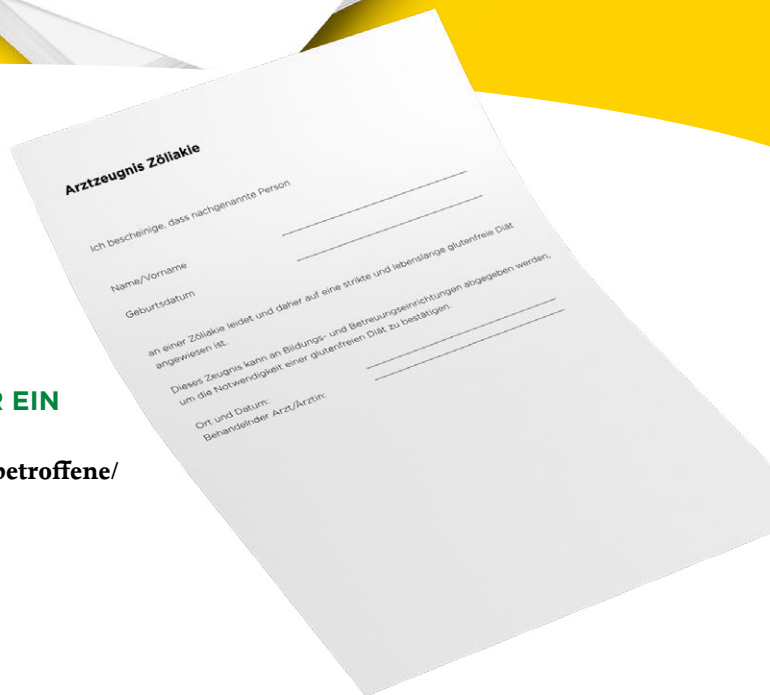 Arztzeugnis Zöliakie
Ich bescheinige, dass nachgenannte Person
Name/Vorname
Geburtsdatum
an einer Zöliakie leidet und daher auf eine strikte und lebenslange glutenfreie Diät
angewiesen ist.
Dieses Zeugnis kann an Bildungs- und Betreuungseinrichtungen abgegeben werden,
um die Notwendigkeit einer glutenfreien Diät zu bestätigen.
Ort und Datum:
Behandelnder Arzt/Ärztin:
EIN
betroffene/